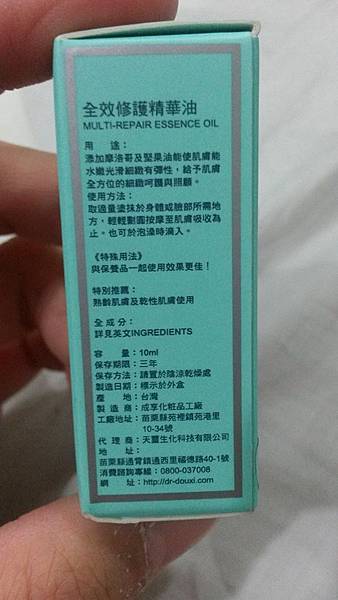 全效修護精華油
MULTI-REPAIR ESSENCE OIL
用　途：
添加摩洛哥及堅果油能使肌膚能
水嫩光滑細緻有彈性，給予肌膚
全方位的細緻呵護與照顧。
使用方法：
取適量塗抹於身體或臉部所需地
方，輕輕劃圓按摩至肌膚吸收為
止。也可於泡澡時滴入。
《特殊用法》
與保養品一起使用效果更佳！
特別推薦：
熟齡肌膚及乾性肌膚使用
全成分：
詳見英文INGREDIENTS
容　量：10ml
保存期限：三年
保存方法：請置於陰涼乾燥處
製造日期：標示於外盒
產　地：台灣
製造商：成享化粧品工廠
工廠地址：苗栗縣苑裡鎮苑港里
10-34號
代理商：天璽生化科技有限公司
地　址：
苗栗縣通霄鎮通西里福德路40-1號
消費諮詢專線：0800-037008
網　址：http://dr-douxi.com